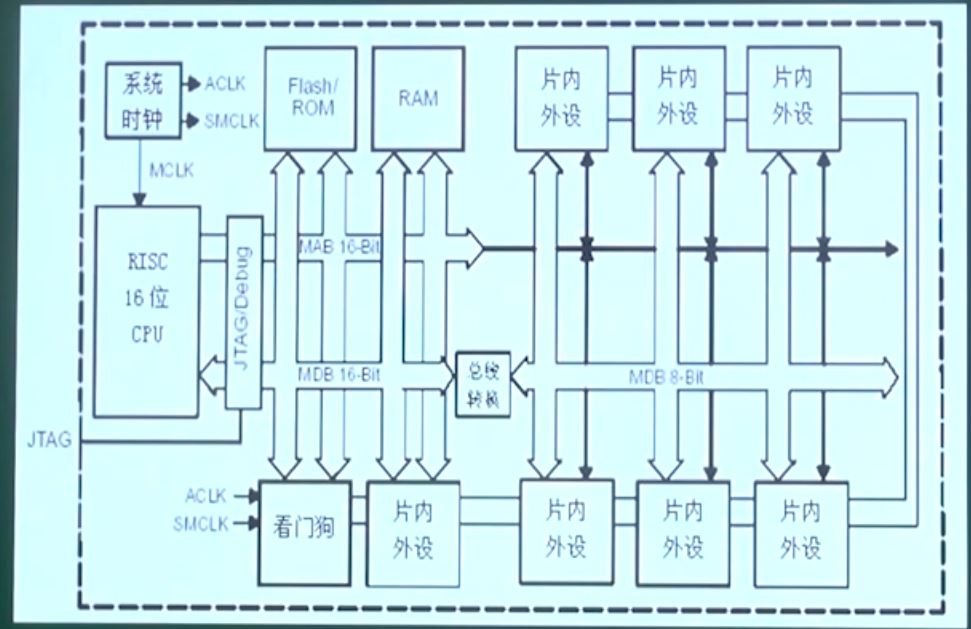 系统
时钟
ACLK
SMCLK
MCLK
Flash/
ROM
RAM
片内
外设
片内
外设
片内
外设
RISC
16位
CPU
JTAG/Debug
MAB 16-Bit
MDB 16-Bit
总线
转换
MDB 8-Bit
JTAG
ACLK
SMCLK
看门狗
片内
外设
片内
外设
片内
外设
片内
外设